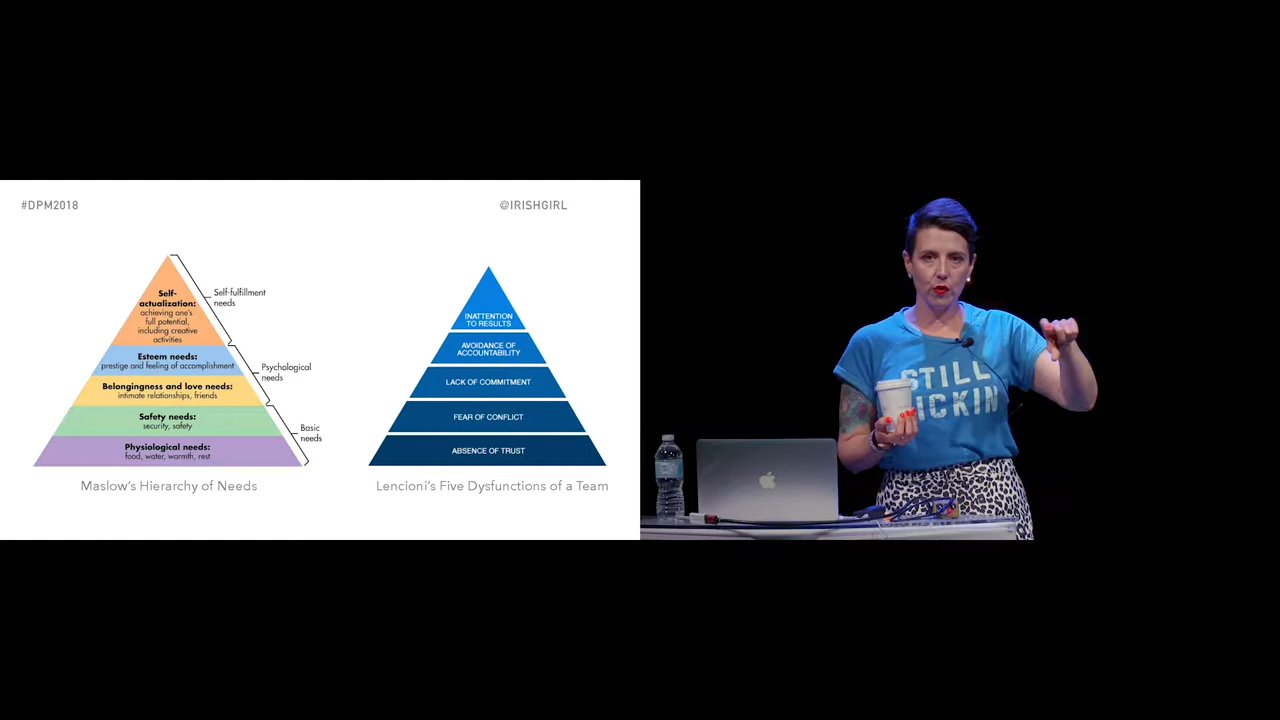 #DPM2018
@IRISHGIRL
Self-
actualization:
achieving one's
full potential,
including creative
activities
Esteem needs:
prestige and feeling of accomplishment
Belongingness and love needs:
intimate relationships, friends
Safety needs:
security, safety
Physiological needs:
food, water, warmth, rest
Self-fulfillment
needs
Psychological
needs
Basic
needs
Maslow's Hierarchy of Needs
INATTENTION
TO RESULTS
AVOIDANCE OF
ACCOUNTABILITY
LACK OF COMMITMENT
FEAR OF CONFLICT
ABSENCE OF TRUST
Lencioni's Five Dysfunctions of a Team
STILL